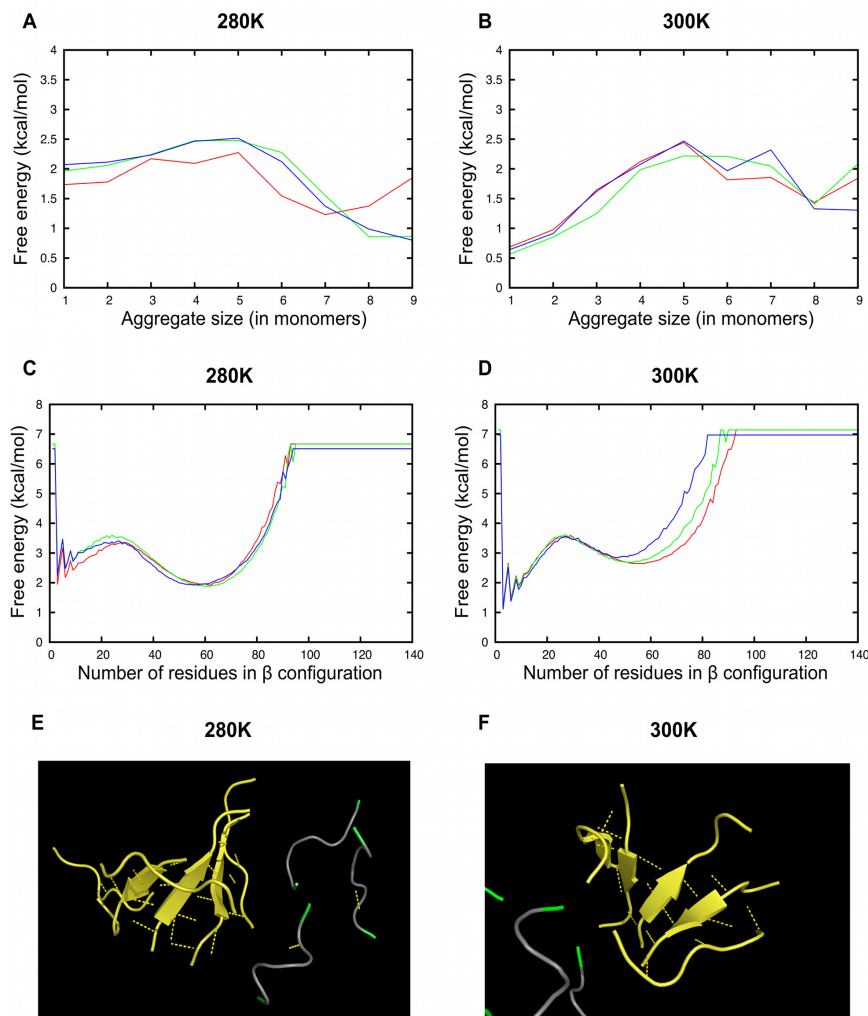 A 280K
B 300K
Free energy (kcal/mol)
4
3.5
3
2.5
2
1.5
1
0.5
0
1 2 3 4 5 6 7 8 9
Aggregate size (in monomers)
Free energy (kcal/mol)
4
3.5
3
2.5
2
1.5
1
0.5
0
1 2 3 4 5 6 7 8 9
Aggregate size (in monomers)
C 280K
D 300K
Free energy (kcal/mol)
8
7
6
5
4
3
2
1
0
0 20 40 60 80 100 120 140
Number of residues in β configuration
Free energy (kcal/mol)
8
7
6
5
4
3
2
1
0
0 20 40 60 80 100 120 140
Number of residues in β configuration
E 280K
F 300K